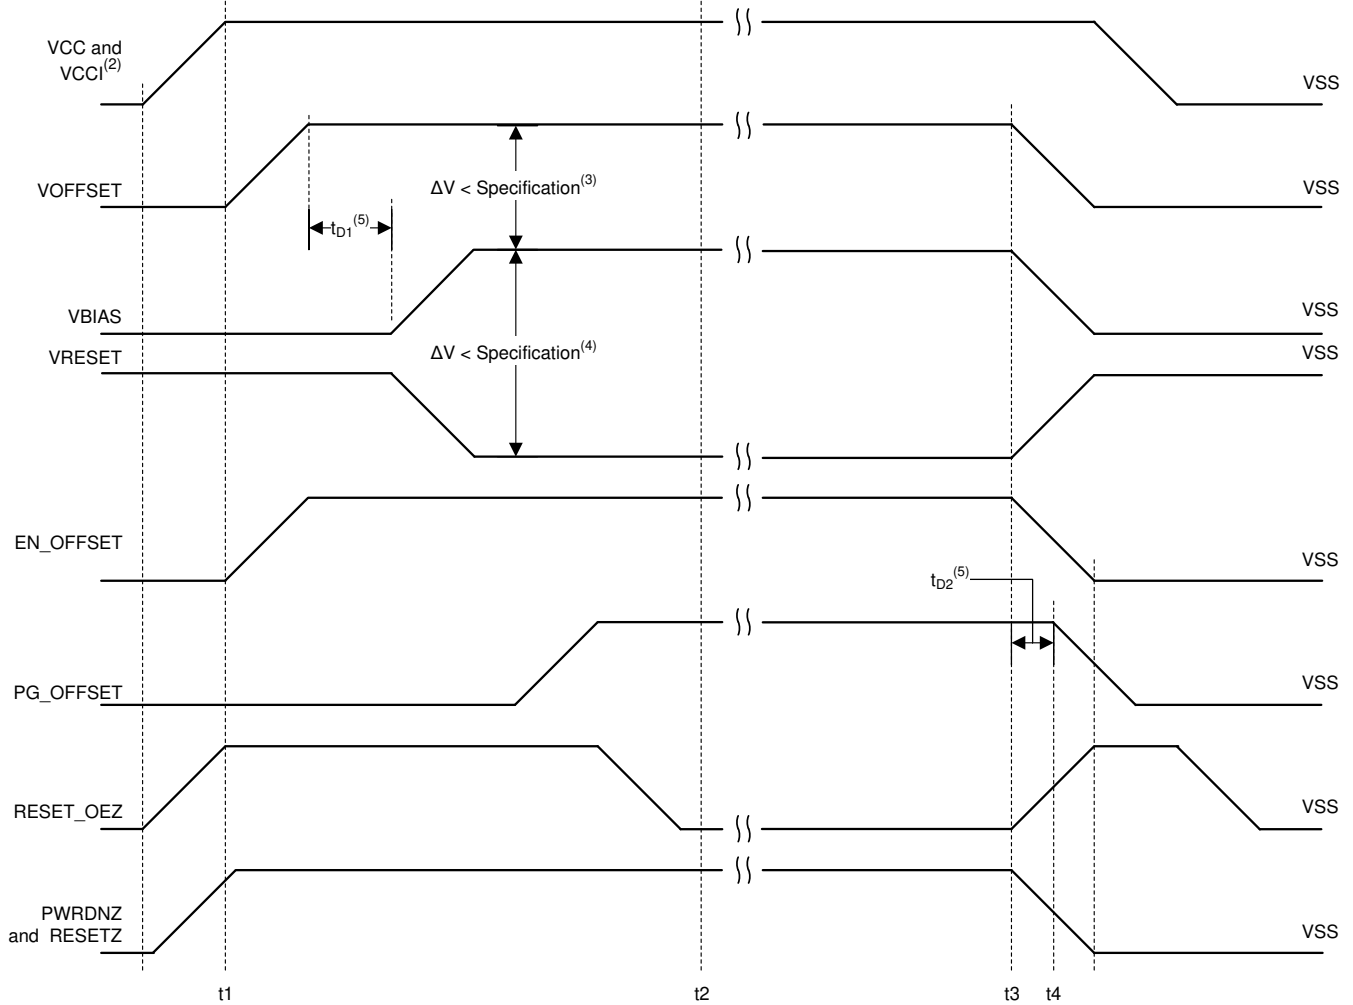 VCC and
VCCI(2)
VSS
VOFFSET
ΔV < Specification(3)
VSS
tD1(5)
VBIAS
VSS
VRESET
ΔV < Specification(4)
VSS
EN_OFFSET
VSS
tD2(5)
PG_OFFSET
VSS
RESET_OEZ
VSS
PWRDNZ
and RESETZ
VSS
t1
t2
t3
t4